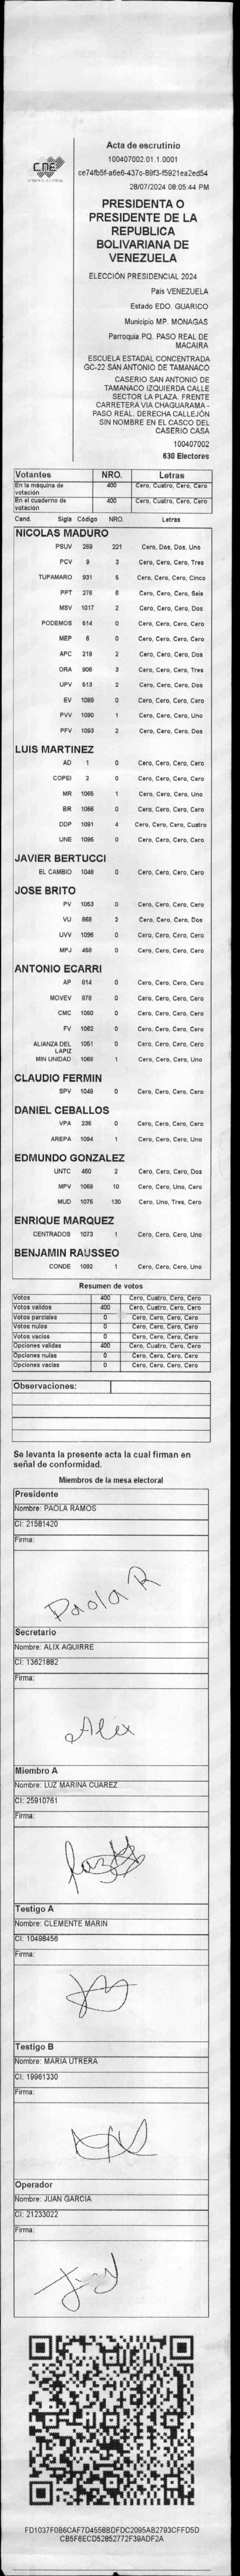 CNE
Acta de escrutinio
100407002.01.1.0001
ce74fb5f-a6e6-437c-89f3-f5921ea2ed54
28/07/2024 08:05:44 PM
PRESIDENTA O
PRESIDENTE DE LA
REPUBLICA
BOLIVARIANA DE
VENEZUELA
ELECCIÓN PRESIDENCIAL 2024
Pais VENEZUELA
Estado EDO. GUARICO
Municipio MP. MONAGAS
Parroquia PQ. PASO REAL DE
MACAIRA
ESCUELA ESTADAL CONCENTRADA
GC-22 SAN ANTONIO DE TAMANACO
CASERIO SAN ANTONIO DE
TAMANACO IZQUIERDA CALLE
SECTOR LA PLAZA. FRENTE
CARRETERA VIA CHAGUARAMA -
PASO REAL. DERECHA CALLEJÓN
SIN NOMBRE EN EL CASCO DEL
CASERIO CASA
100407002
630 Electores
Votantes NRO. Letras
En la máquina de votación 400 Cero, Cuatro, Cero, Cero
En el cuaderno de votación 400 Cero, Cuatro, Cero, Cero
Cand. Sigla Código NRO. Letras
NICOLAS MADURO
PSUV 269 221 Cero, Dos, Dos, Uno
PCV 9 3 Cero, Cero, Cero, Tres
TUPAMARO 931 5 Cero, Cero, Cero, Cinco
PPT 276 6 Cero, Cero, Cero, Seis
MSV 1017 2 Cero, Cero, Cero, Dos
PODEMOS 514 0 Cero, Cero, Cero, Cero
MEP 6 0 Cero, Cero, Cero, Cero
APC 219 2 Cero, Cero, Cero, Dos
ORA 906 3 Cero, Cero, Cero, Tres
UPV 513 2 Cero, Cero, Cero, Dos
EV 1089 0 Cero, Cero, Cero, Cero
PVV 1090 1 Cero, Cero, Cero, Uno
PFV 1093 2 Cero, Cero, Cero, Dos
LUIS MARTINEZ
AD 1 0 Cero, Cero, Cero, Cero
COPEI 2 0 Cero, Cero, Cero, Cero
MR 1065 1 Cero, Cero, Cero, Uno
BR 1066 0 Cero, Cero, Cero, Cero
DDP 1091 4 Cero, Cero, Cero, Cuatro
UNE 1095 0 Cero, Cero, Cero, Cero
JAVIER BERTUCCI
EL CAMBIO 1048 0 Cero, Cero, Cero, Cero
JOSE BRITO
PV 1053 0 Cero, Cero, Cero, Cero
VU 868 2 Cero, Cero, Cero, Dos
UVV 1096 0 Cero, Cero, Cero, Cero
MPJ 458 0 Cero, Cero, Cero, Cero
ANTONIO ECARRI
AP 914 0 Cero, Cero, Cero, Cero
MOVEV 978 0 Cero, Cero, Cero, Cero
CMC 1050 0 Cero, Cero, Cero, Cero
FV 1052 0 Cero, Cero, Cero, Cero
ALIANZA DEL LAPIZ 1051 0 Cero, Cero, Cero, Cero
MIN UNIDAD 1068 1 Cero, Cero, Cero, Uno
CLAUDIO FERMIN
SPV 1049 0 Cero, Cero, Cero, Cero
DANIEL CEBALLOS
VPA 236 0 Cero, Cero, Cero, Cero
AREPA 1094 1 Cero, Cero, Cero, Uno
EDMUNDO GONZALEZ
UNTC 460 2 Cero, Cero, Cero, Dos
MPV 1069 10 Cero, Cero, Uno, Cero
MUD 1075 130 Cero, Uno, Tres, Cero
ENRIQUE MARQUEZ
CENTRADOS 1073 1 Cero, Cero, Cero, Uno
BENJAMIN RAUSSEO
CONDE 1092 1 Cero, Cero, Cero, Uno
Resumen de votos
Votos 400 Cero, Cuatro, Cero, Cero
Votos validos 400 Cero, Cuatro, Cero, Cero
Votos parciales 0 Cero, Cero, Cero, Cero
Votos nulos 0 Cero, Cero, Cero, Cero
Votos vacios 0 Cero, Cero, Cero, Cero
Opciones validas 400 Cero, Cuatro, Cero, Cero
Opciones nulas 0 Cero, Cero, Cero, Cero
Opciones vacias 0 Cero, Cero, Cero, Cero
Observaciones:
Se levanta la presente acta la cual firman en
señal de conformidad.
Miembros de la mesa electoral
Presidente
Nombre: PAOLA RAMOS
CI: 21581420
Firma:
Paola R
Secretario
Nombre: ALIX AGUIRRE
CI: 13621882
Firma:
Alix
Miembro A
Nombre: LUZ MARINA CUAREZ
CI: 25910761
Firma:
Testigo A
Nombre: CLEMENTE MARIN
CI: 10498456
Firma:
Testigo B
Nombre: MARIA UTRERA
CI: 19961330
Firma:
Operador
Nombre: JUAN GARCIA
CI: 21233022
Firma:
FD1037F0B6CAF7D4558BDFDC2095AB2793CFFD5D
CB5F8ECD52852772F39ADF2A